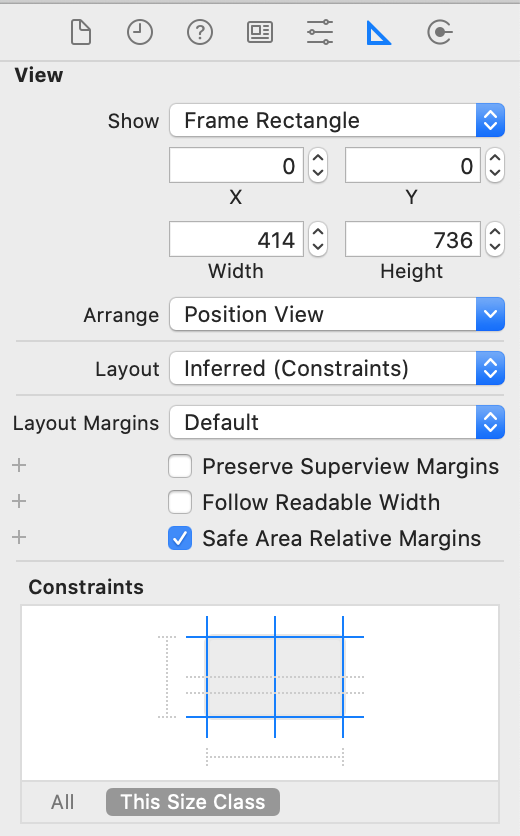 ?
View
Show Frame Rectangle
0 0
X Y
414 736
Width Height
Arrange Position View
Layout Inferred (Constraints)
Layout Margins Default
+ Preserve Superview Margins
+ Follow Readable Width
+ Safe Area Relative Margins
Constraints
All This Size Class